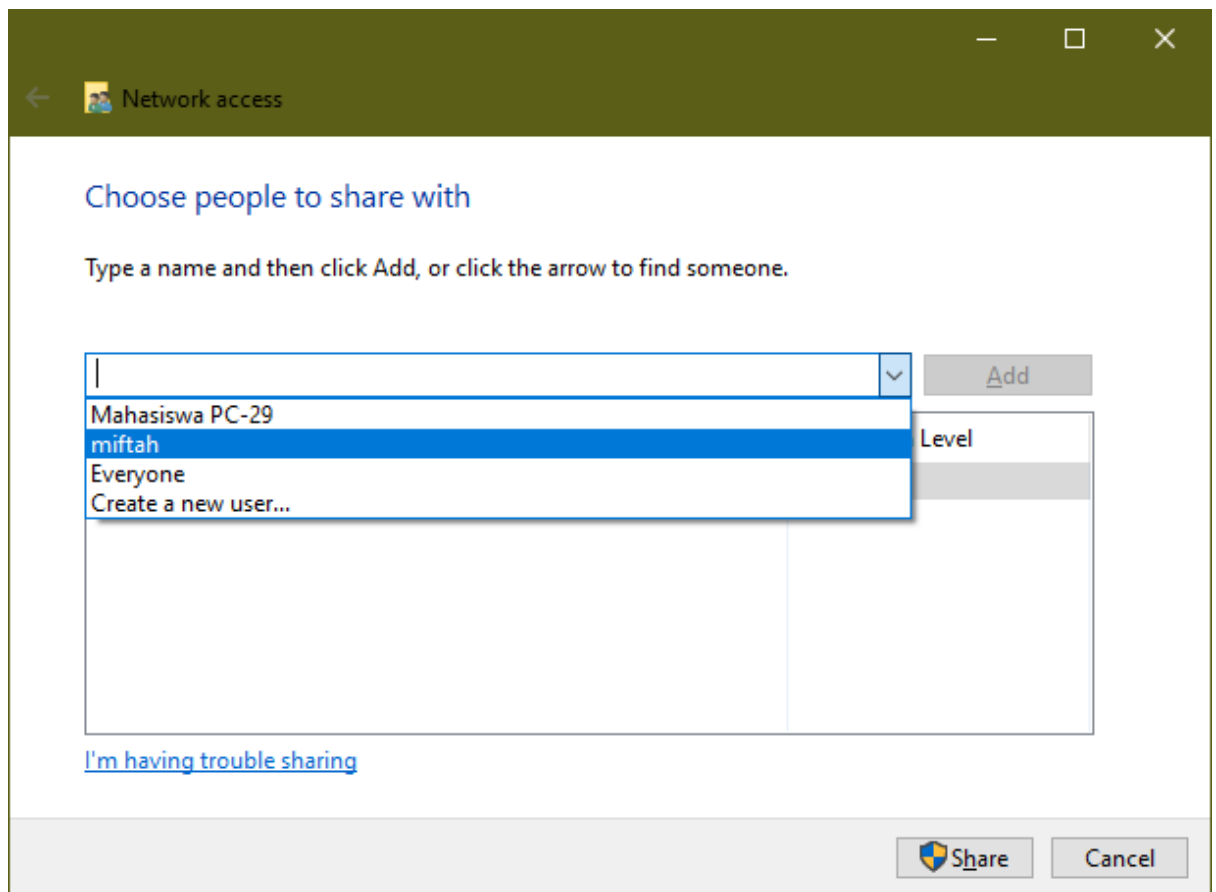 Network access
Choose people to share with
Type a name and then click Add, or click the arrow to find someone.
Add
Mahasiswa PC-29
miftah
Everyone
Create a new user...
Level
I'm having trouble sharing
Share
Cancel